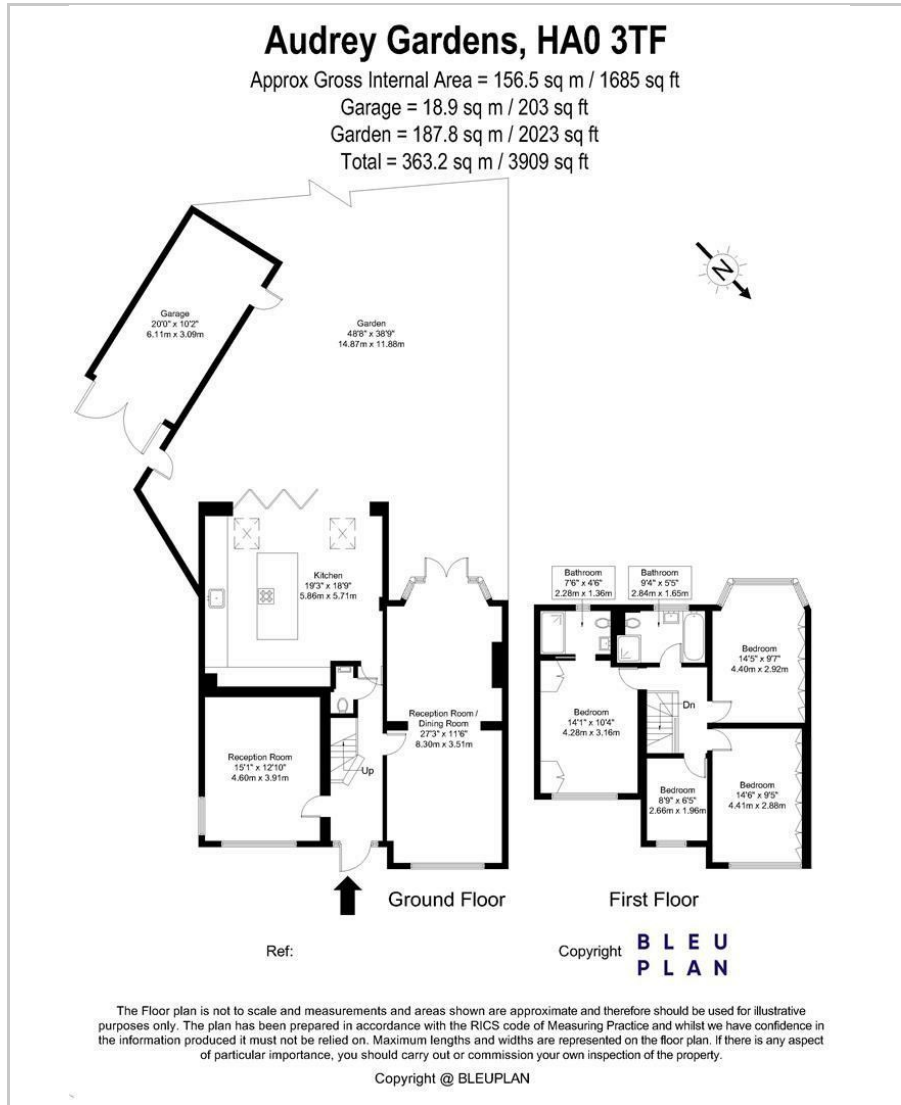 Audrey Gardens, HA0 3TF
Approx Gross Internal Area = 156.5 sq m / 1685 sq ft
Garage = 18.9 sq m / 203 sq ft
Garden = 187.8 sq m / 2023 sq ft
Total = 363.2 sq m / 3909 sq ft
N
Garage
20'0" x 10'2"
6.11m x 3.09m
Garden
48'8" x 38'9"
14.87m x 11.88m
Kitchen
19'3" x 18'9"
5.86m x 5.71m
Reception Room /
Dining Room
27'3" x 11'6"
8.30m x 3.51m
Reception Room
15'1" x 12'10"
4.60m x 3.91m
Up
Ground Floor
Bathroom
7'6" x 4'6"
2.28m x 1.36m
Bathroom
9'4" x 5'5"
2.84m x 1.65m
Bedroom
14'5" x 9'7"
4.40m x 2.92m
Dn
Bedroom
14'1" x 10'4"
4.28m x 3.16m
Bedroom
8'9" x 6'5"
2.66m x 1.96m
Bedroom
14'6" x 9'5"
4.41m x 2.88m
First Floor
Ref:
Copyright
BLEU
PLAN
The Floor plan is not to scale and measurements and areas shown are approximate and therefore should be used for illustrative
purposes only. The plan has been prepared in accordance with the RICS code of Measuring Practice and whilst we have confidence in
the information produced it must not be relied on. Maximum lengths and widths are represented on the floor plan. If there is any aspect
of particular importance, you should carry out or commission your own inspection of the property.
Copyright @ BLEUPLAN